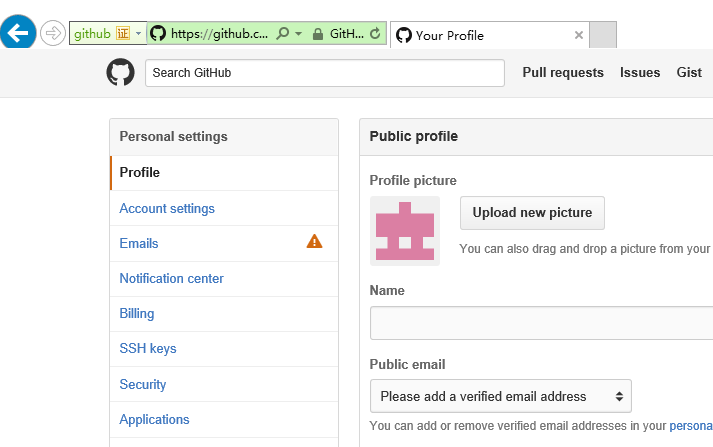 github 证 https://github.c... GitH... Your Profile
Search GitHub Pull requests Issues Gist
Personal settings
Profile
Account settings
Emails
Notification center
Billing
SSH keys
Security
Applications
Public profile
Profile picture
Upload new picture
You can also drag and drop a picture from your
Name
Public email
Please add a verified email address
You can add or remove verified email addresses in your persona